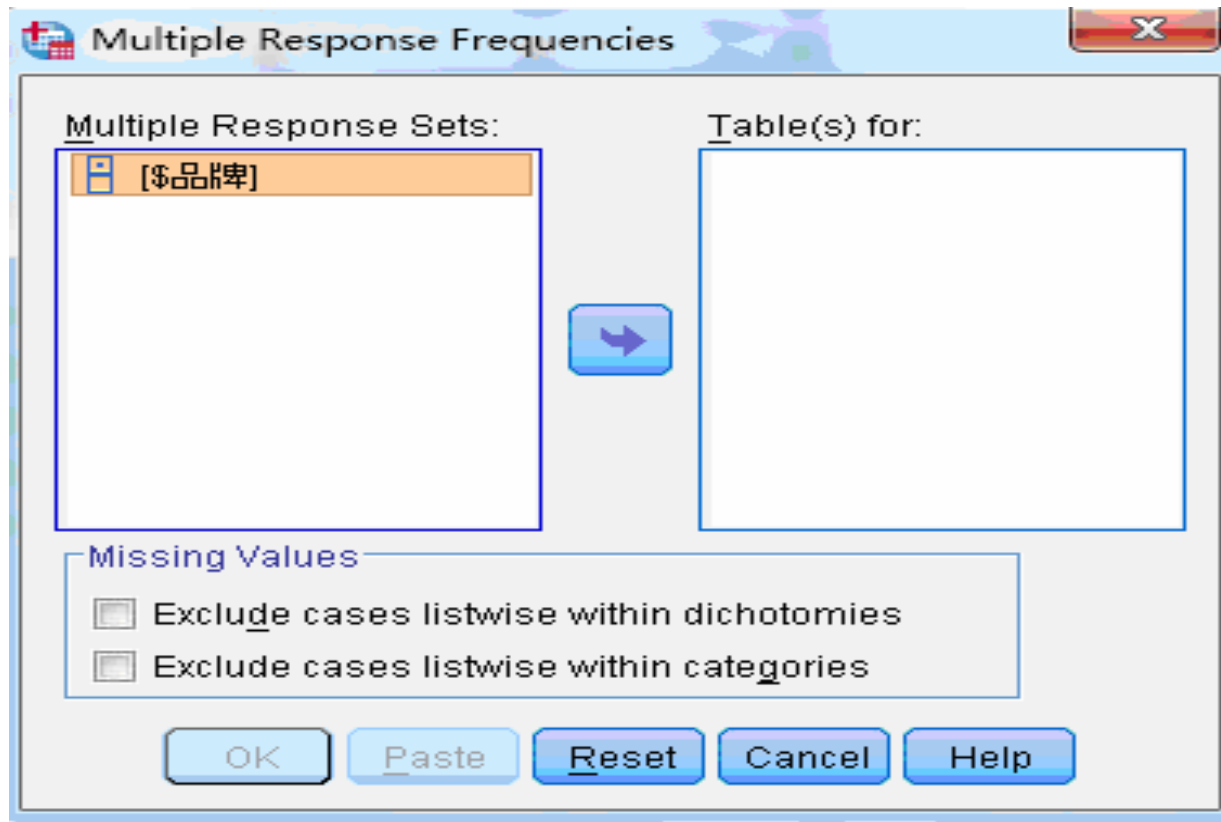 Multiple Response Frequencies
Multiple Response Sets:
Table(s) for:
[$品牌]
Missing Values
Exclude cases listwise within dichotomies
Exclude cases listwise within categories
OK Paste Reset Cancel Help